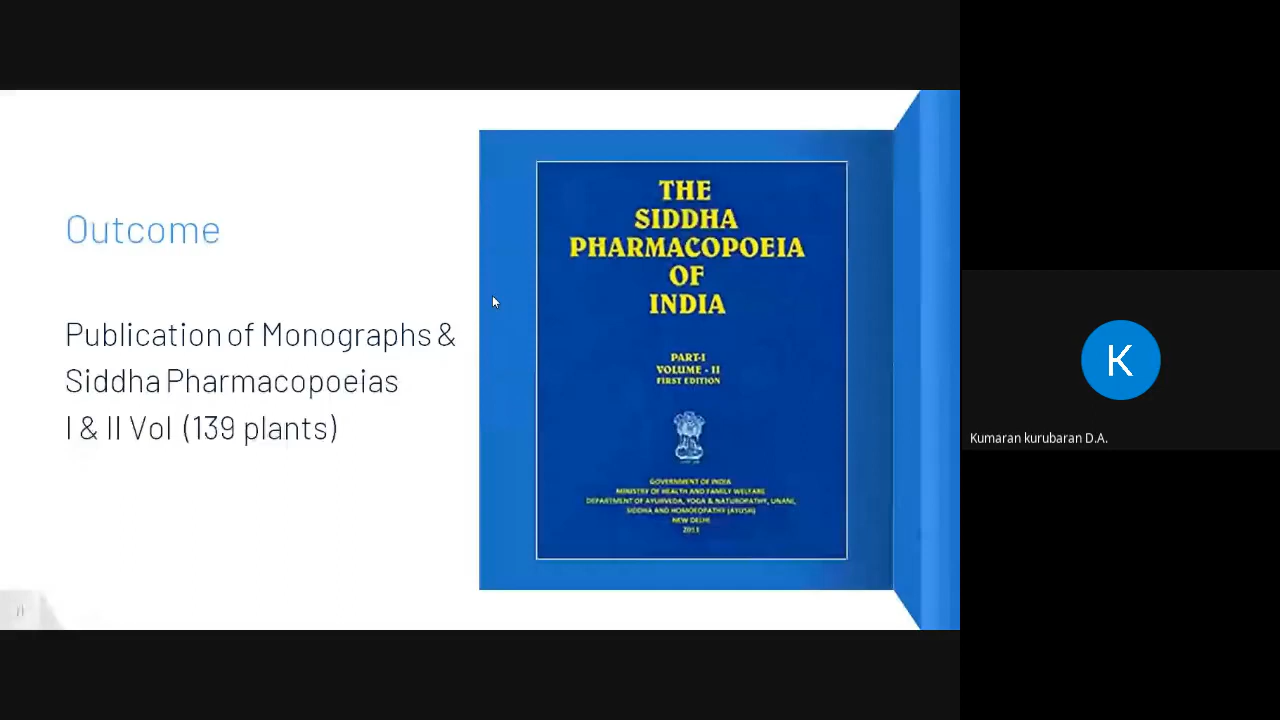 Outcome
Publication of Monographs &
Siddha Pharmacopoeias
I & II Vol (139 plants)
THE
SIDDHA
PHARMACOPOEIA
OF
INDIA
PART-I
VOLUME - II
FIRST EDITION
GOVERNMENT OF INDIA
MINISTRY OF HEALTH AND FAMILY WELFARE
DEPARTMENT OF AYURVEDA, YOGA & NATUROPATHY, UNANI,
SIDDHA AND HOMOEOPATHY (AYUSH)
NEW DELHI
2011
K
Kumaran kurubaran D.A.